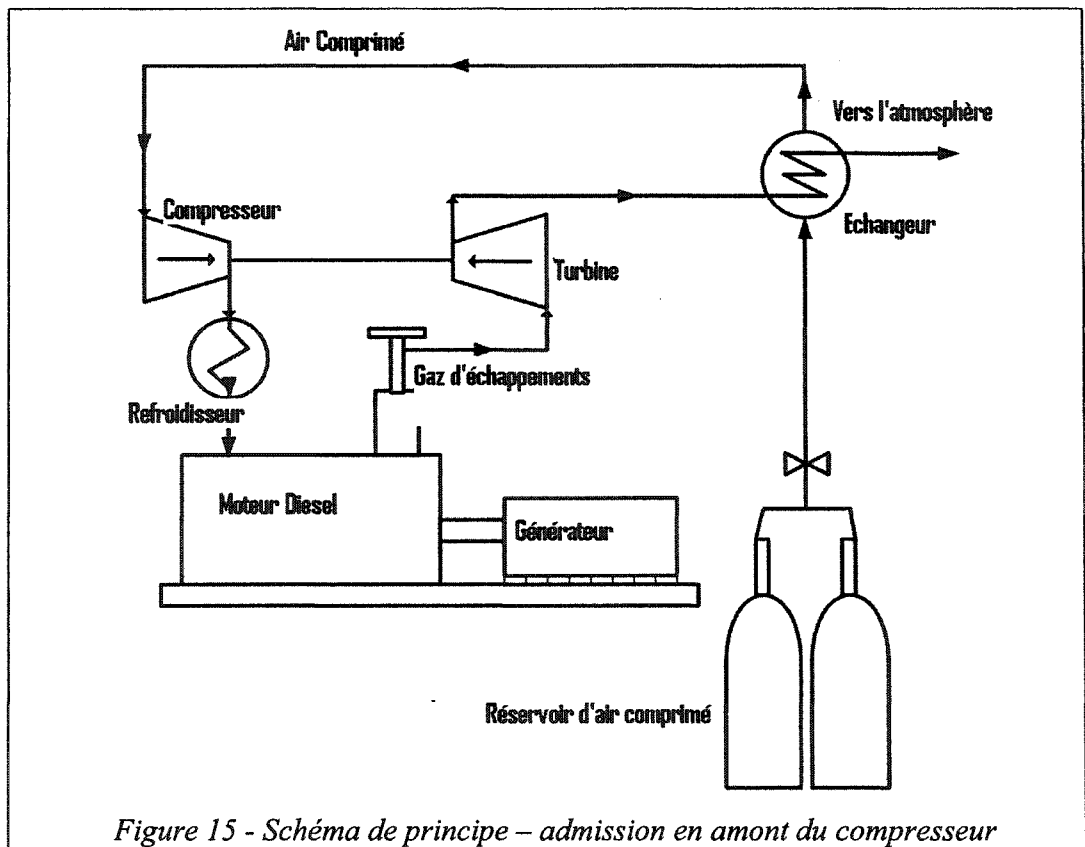 Air Comprimé
Vers l'atmosphère
Compresseur
Echangeur
Turbine
Gaz d'échappements
Refroidisseur
Moteur Diesel
Générateur
Réservoir d'air comprimé
Figure 15 - Schéma de principe – admission en amont du compresseur